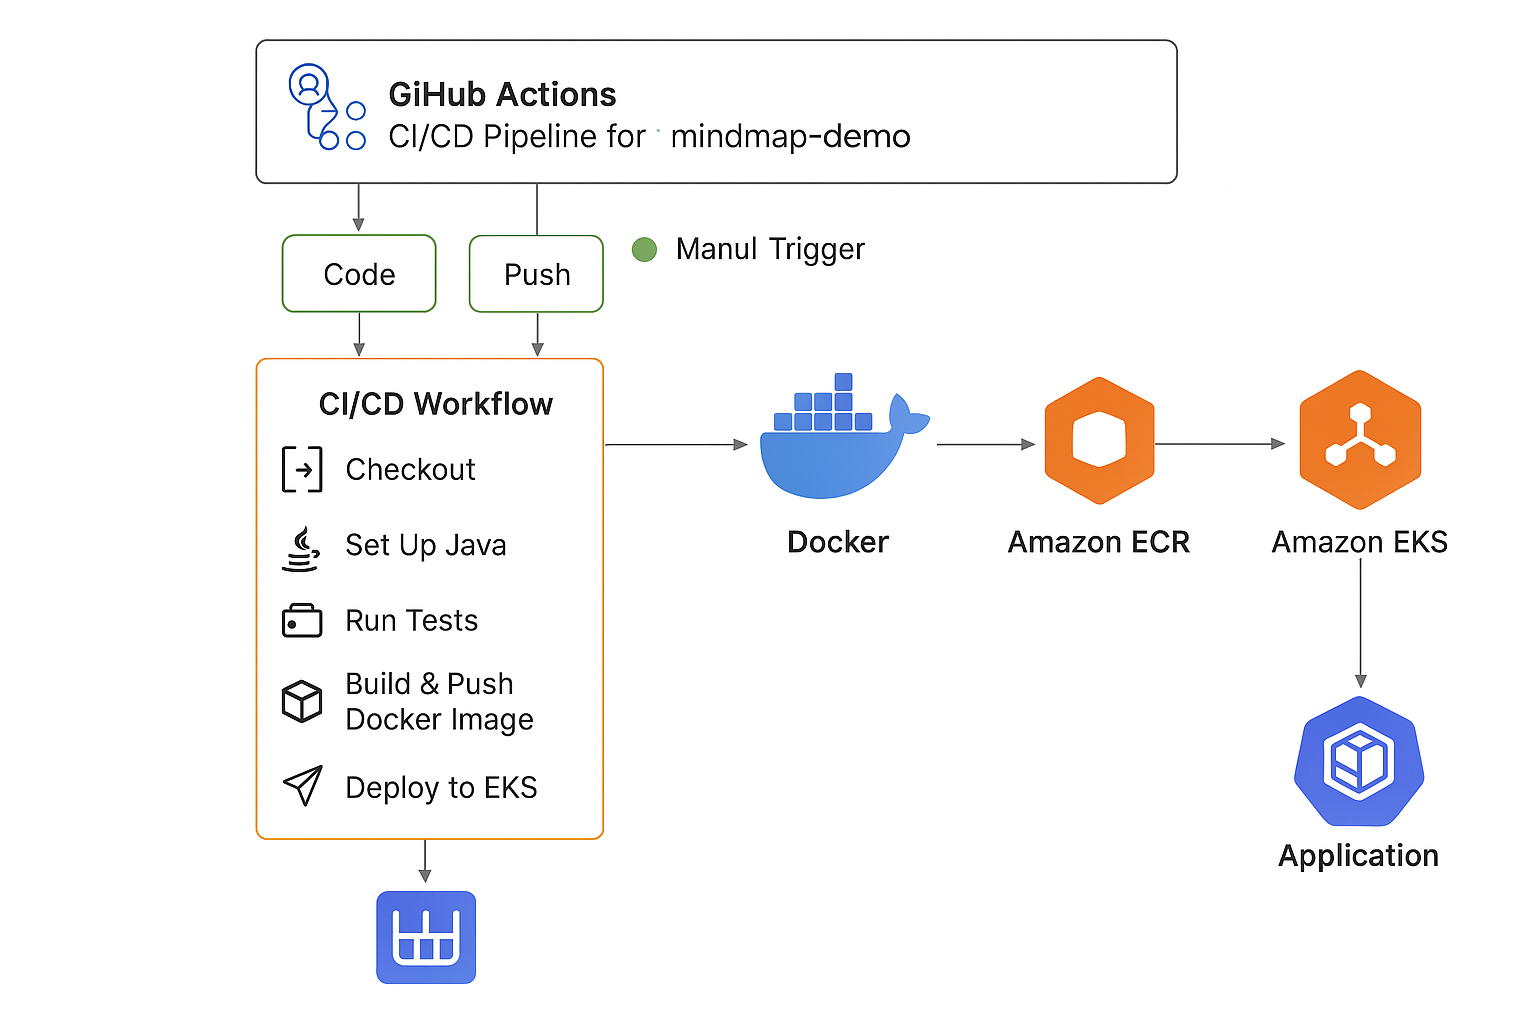 GiHub Actions
CI/CD Pipeline for mindmap-demo
Code
Push
Manul Trigger
CI/CD Workflow
Checkout
Set Up Java
Run Tests
Build & Push
Docker Image
Deploy to EKS
Docker
Amazon ECR
Amazon EKS
Application